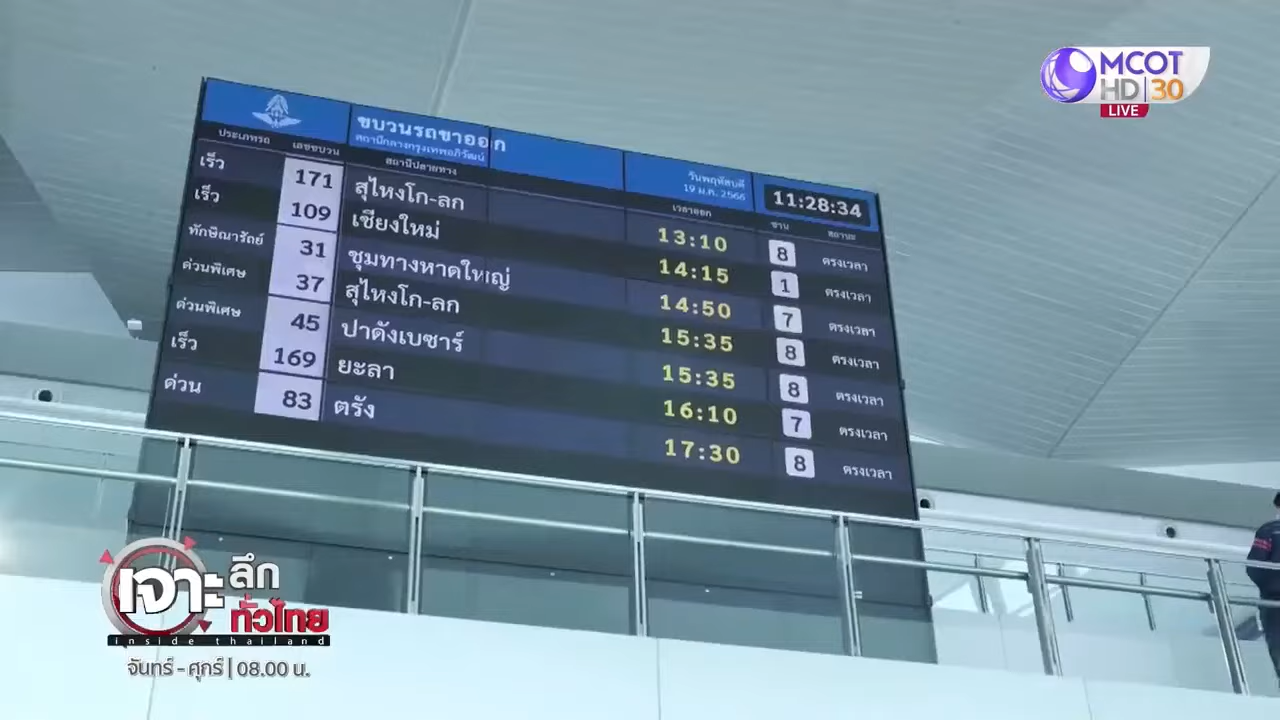 MCOT
HD 30
LIVE
ขบวนรถขาออก
สถานีกลางกรุงเทพอภิวัฒน์
วันพฤหัสบดี
19 ม.ค. 2566
11:28:34
ประเภทรถ เลขขบวน สถานีปลายทาง เวลาออก ชาน สถานะ
เร็ว 171 สุไหงโก-ลก 13:10 8 ตรงเวลา
เร็ว 109 เชียงใหม่ 14:15 1 ตรงเวลา
ทักษิณารัถย์ 31 ชุมทางหาดใหญ่ 14:50 7 ตรงเวลา
ด่วนพิเศษ 37 สุไหงโก-ลก 15:35 8 ตรงเวลา
ด่วนพิเศษ 45 ปาดังเบซาร์ 15:35 8 ตรงเวลา
เร็ว 169 ยะลา 16:10 7 ตรงเวลา
ด่วน 83 ตรัง 17:30 8 ตรงเวลา
เจาะลึก
ทั่วไทย
inside thailand
จันทร์ - ศุกร์ | 08.00 น.